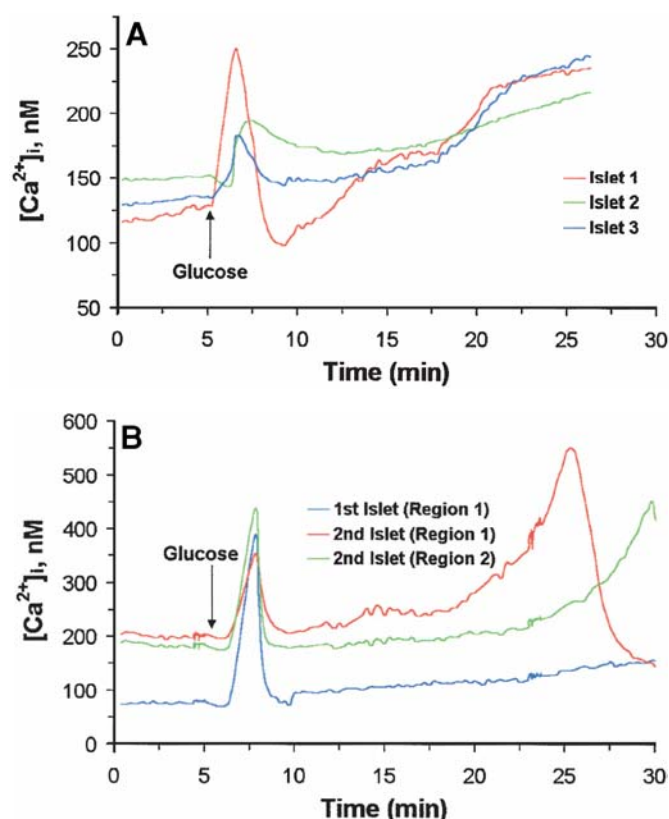 A
[Ca²⁺]ᵢ, nM
250
200
150
100
50
Glucose
Islet 1
Islet 2
Islet 3
0 5 10 15 20 25 30
Time (min)
B
[Ca²⁺]ᵢ, nM
600
500
400
300
200
100
0
1st Islet (Region 1)
2nd Islet (Region 1)
2nd Islet (Region 2)
Glucose
0 5 10 15 20 25 30
Time (min)